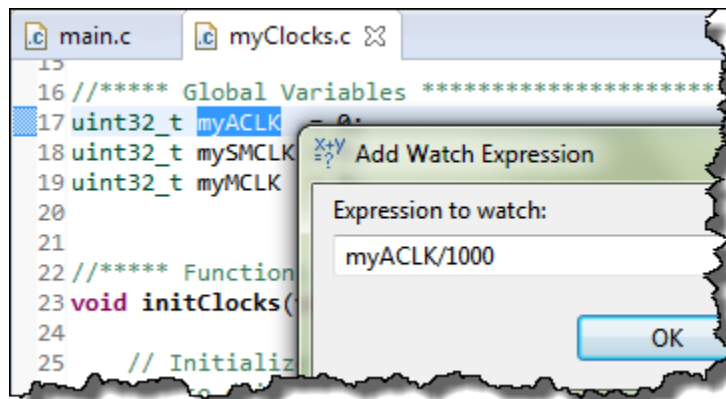 main.c
myClocks.c
15
16 //***** Global Variables ***********************
17 uint32_t myACLK = 0;
18 uint32_t mySMCLK
19 uint32_t myMCLK
20
21
22 //***** Function
23 void initClocks(
24
25 // Initializ
Add Watch Expression
Expression to watch:
myACLK/1000
OK